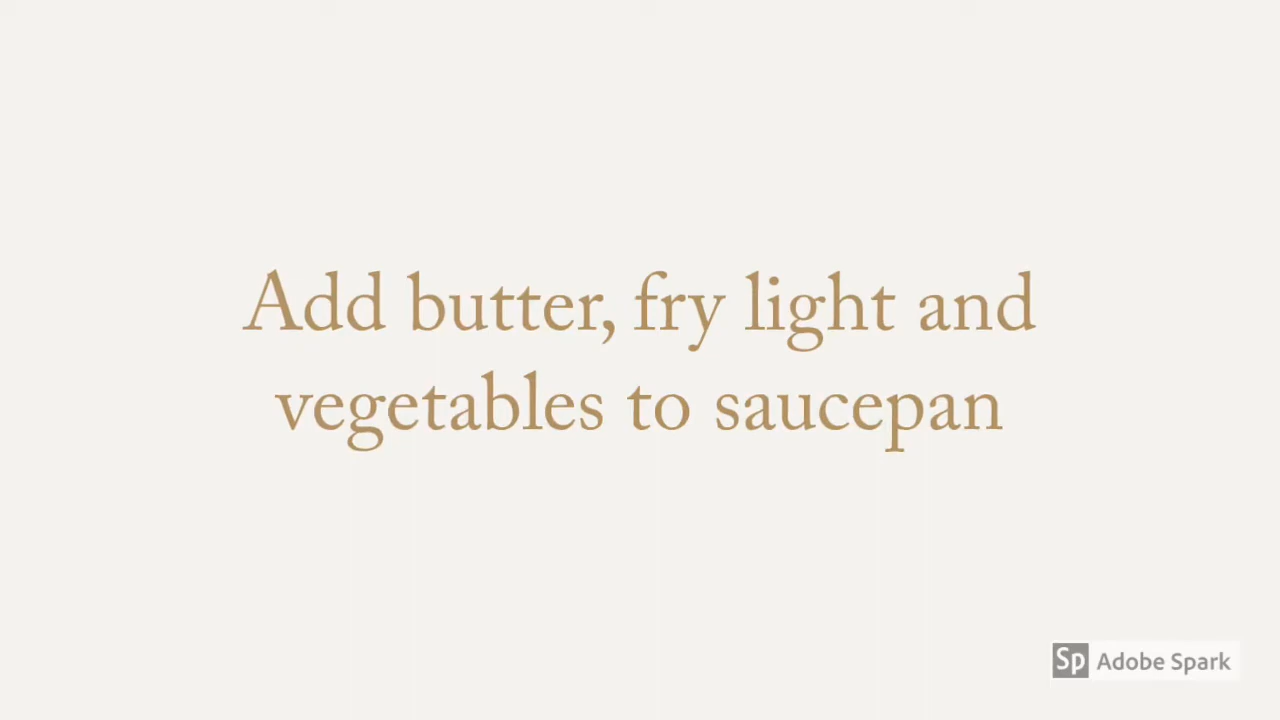 Add butter, fry light and
vegetables to saucepan
Sp Adobe Spark